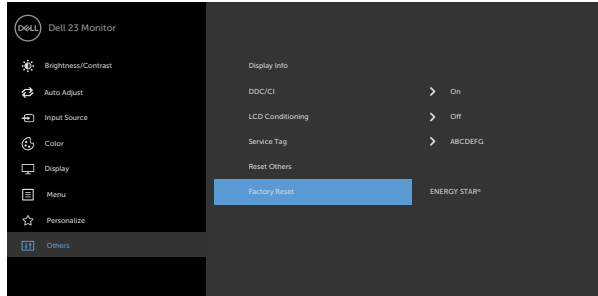 DELL Dell 23 Monitor
Brightness/Contrast
Auto Adjust
Input Source
Color
Display
Menu
Personalize
Others
Display Info
DDC/CI > On
LCD Conditioning > Off
Service Tag > ABCDEFG
Reset Others
Factory Reset ENERGY STAR®